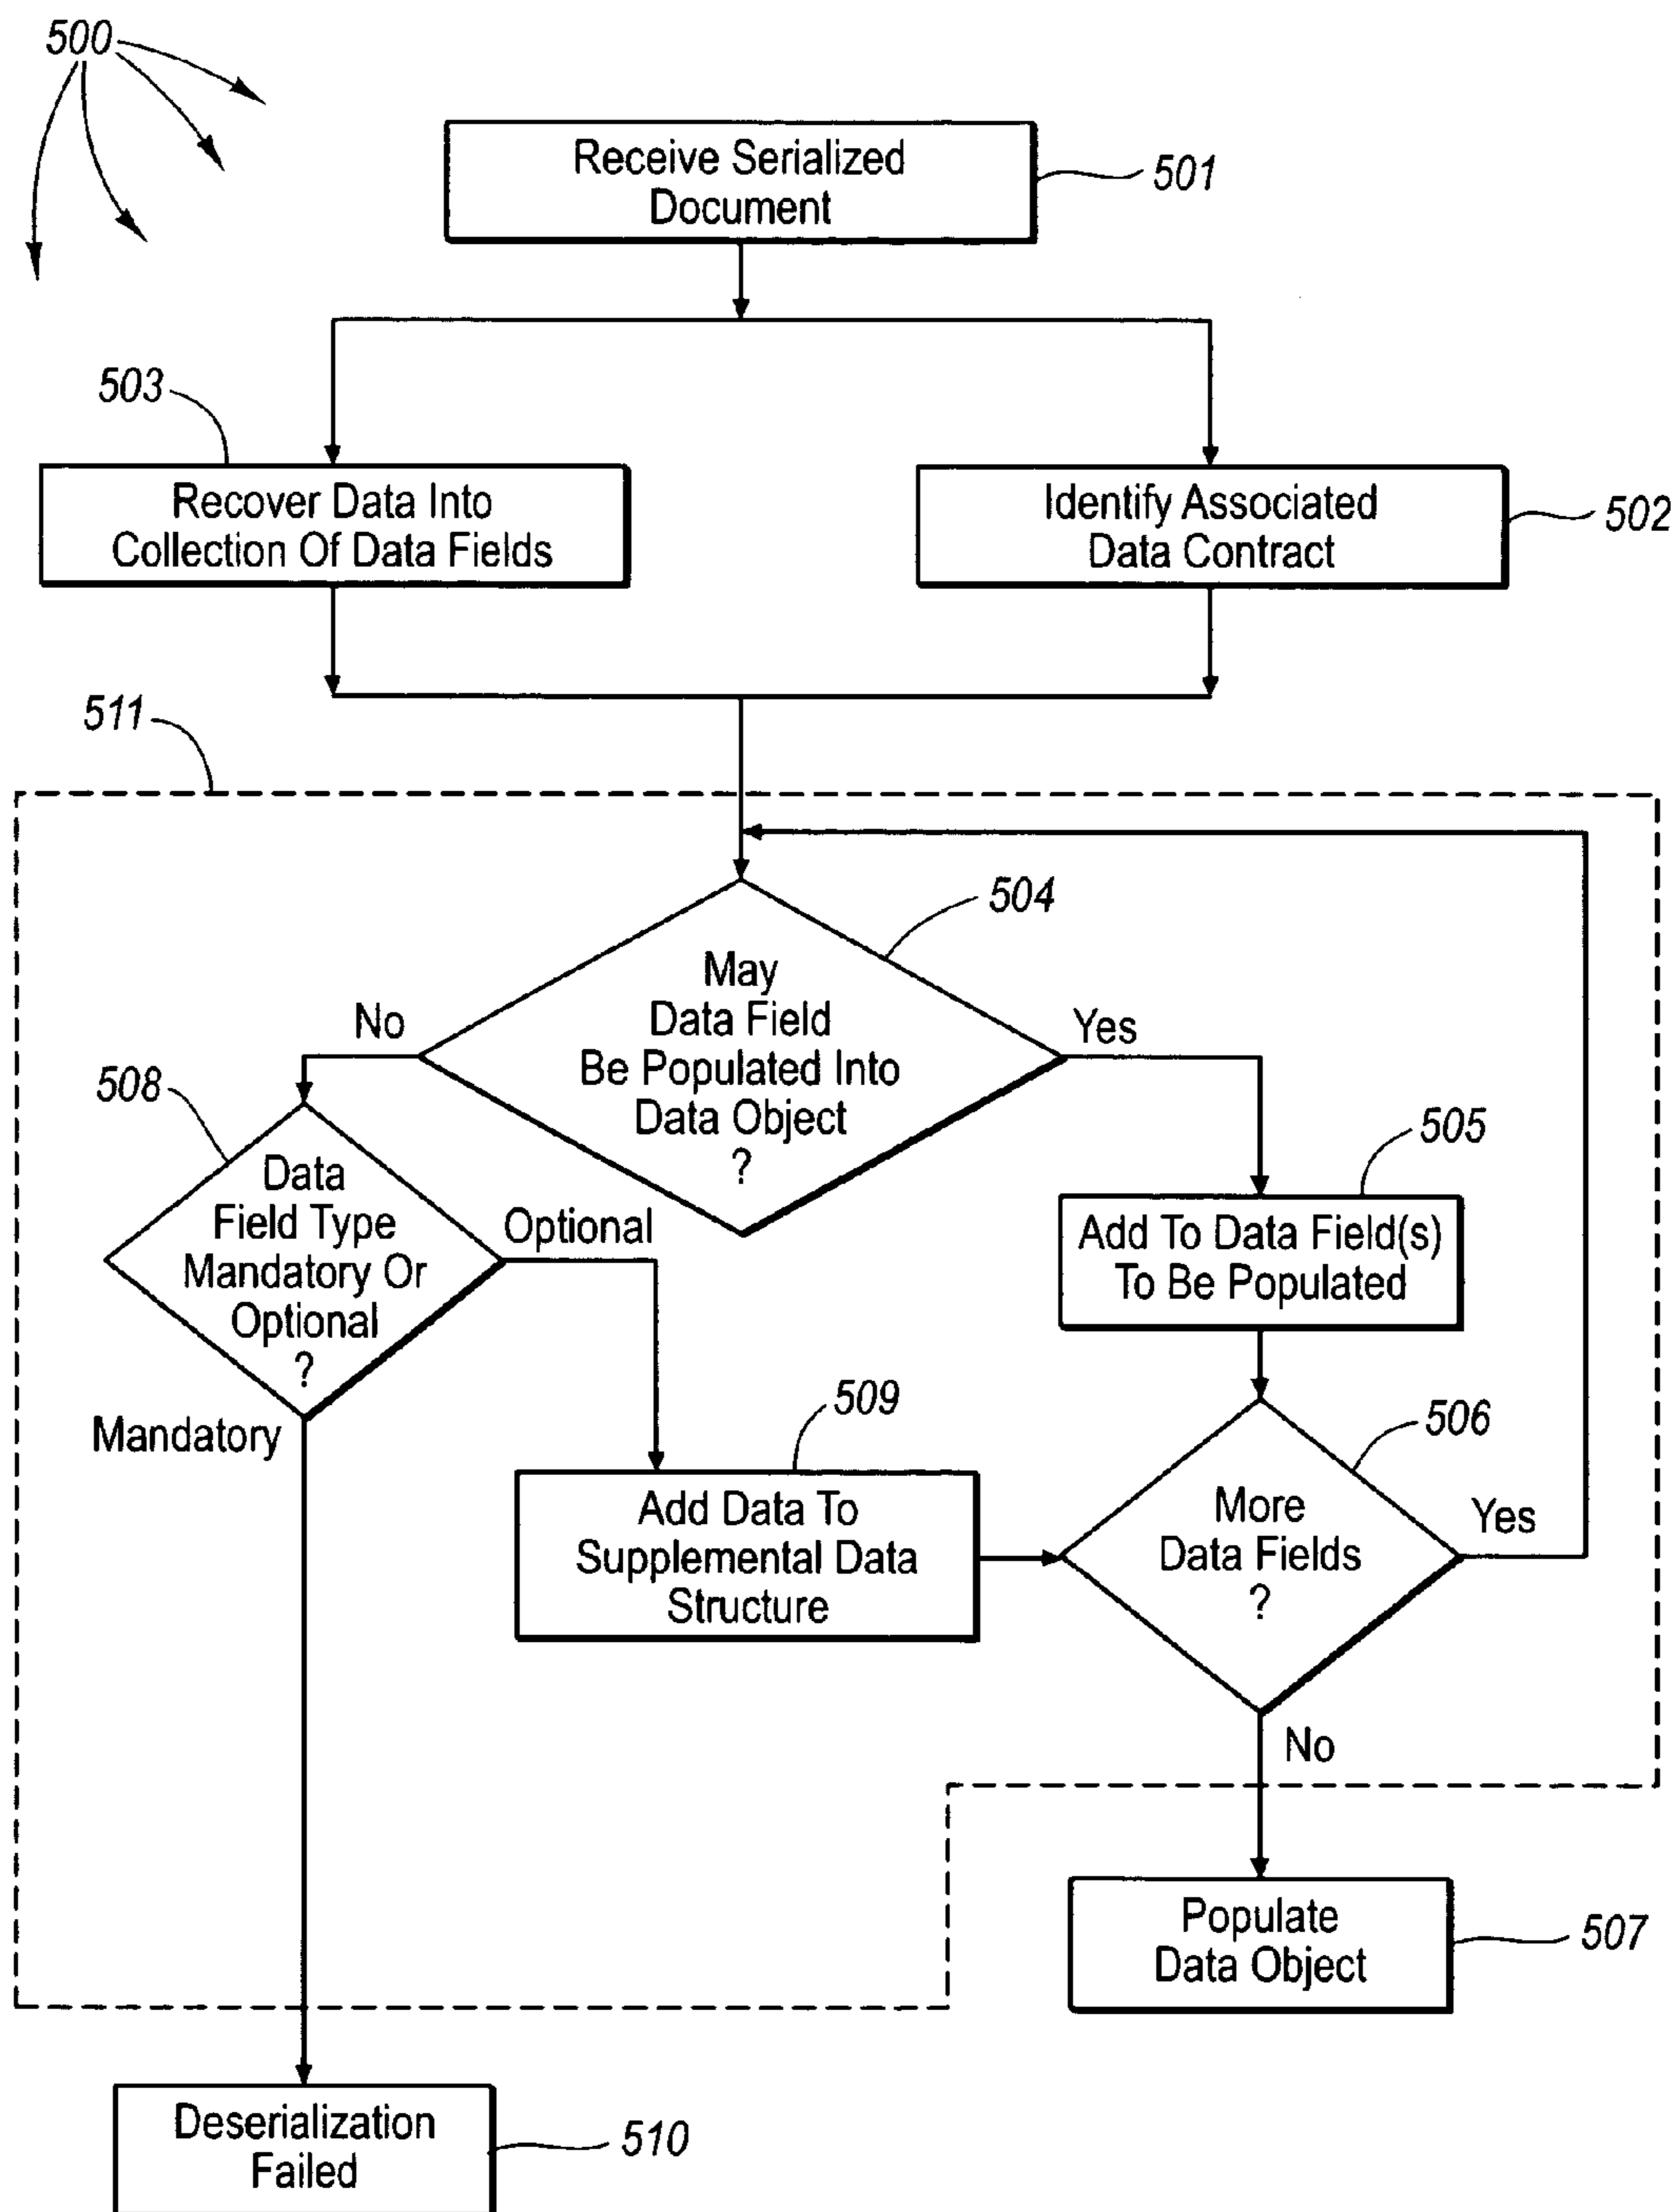 500
Receive Serialized
Document
501
503
Recover Data Into
Collection Of Data Fields
Identify Associated
Data Contract
502
511
504
May
Data Field
Be Populated Into
Data Object
?
No
Yes
508
Data
Field Type
Mandatory Or
Optional
?
Optional
Mandatory
505
Add To Data Field(s)
To Be Populated
509
Add Data To
Supplemental Data
Structure
506
More
Data Fields
?
Yes
No
Populate
Data Object
507
Deserialization
Failed
510